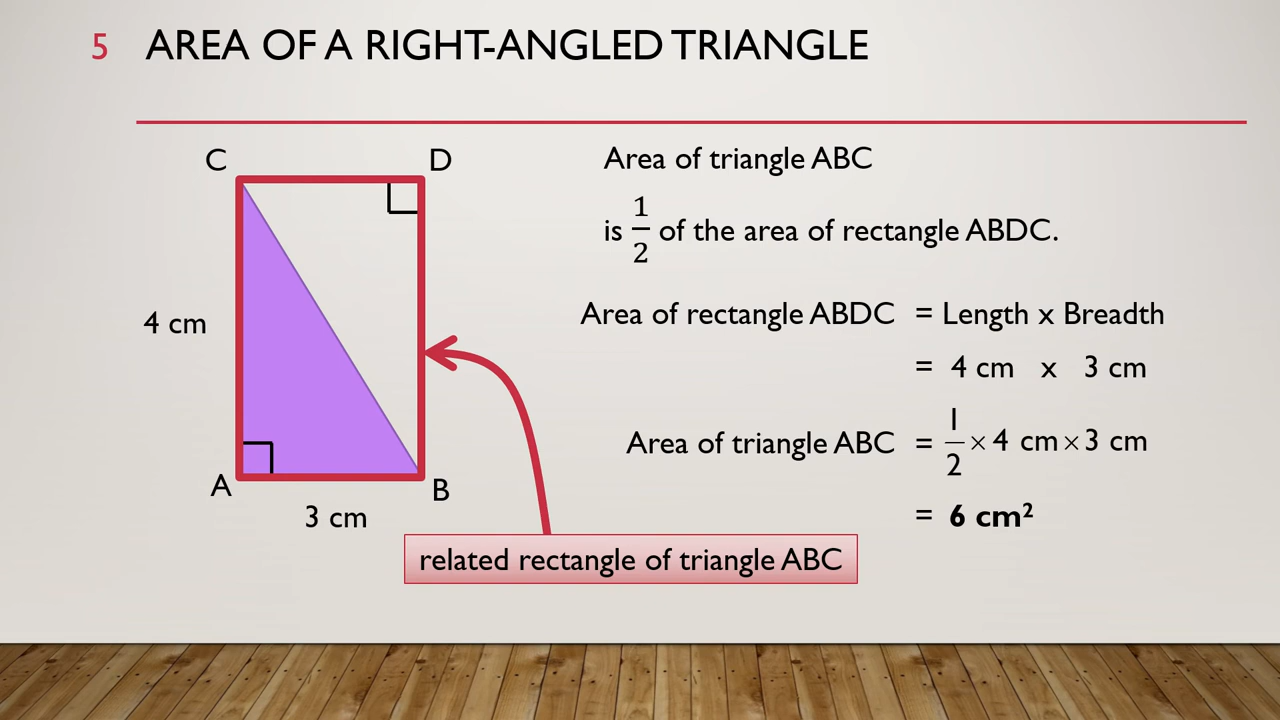 5 AREA OF A RIGHT-ANGLED TRIANGLE
C
D
4 cm
A
B
3 cm
related rectangle of triangle ABC
Area of triangle ABC
is 1/2 of the area of rectangle ABDC.
Area of rectangle ABDC = Length x Breadth
= 4 cm x 3 cm
Area of triangle ABC = 1/2 × 4 cm × 3 cm
= 6 cm²